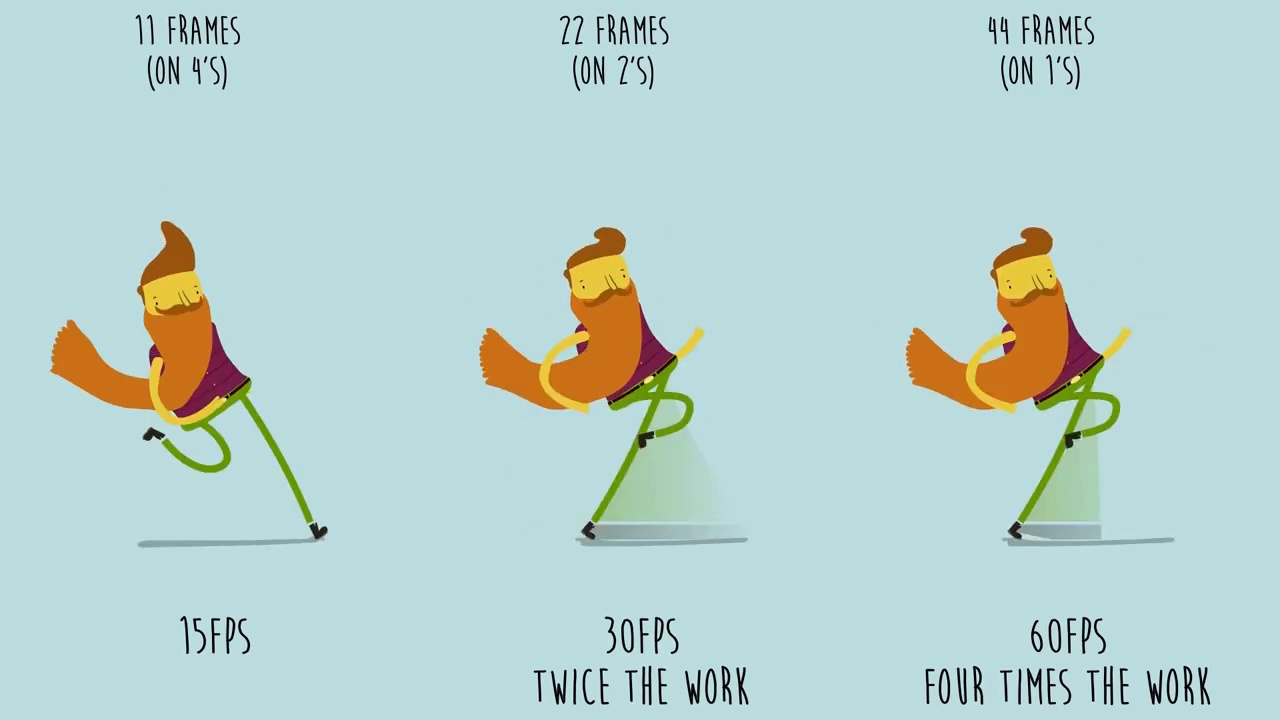 11 FRAMES
(ON 4'S)
22 FRAMES
(ON 2'S)
44 FRAMES
(ON 1'S)
15FPS
30FPS
TWICE THE WORK
60FPS
FOUR TIMES THE WORK